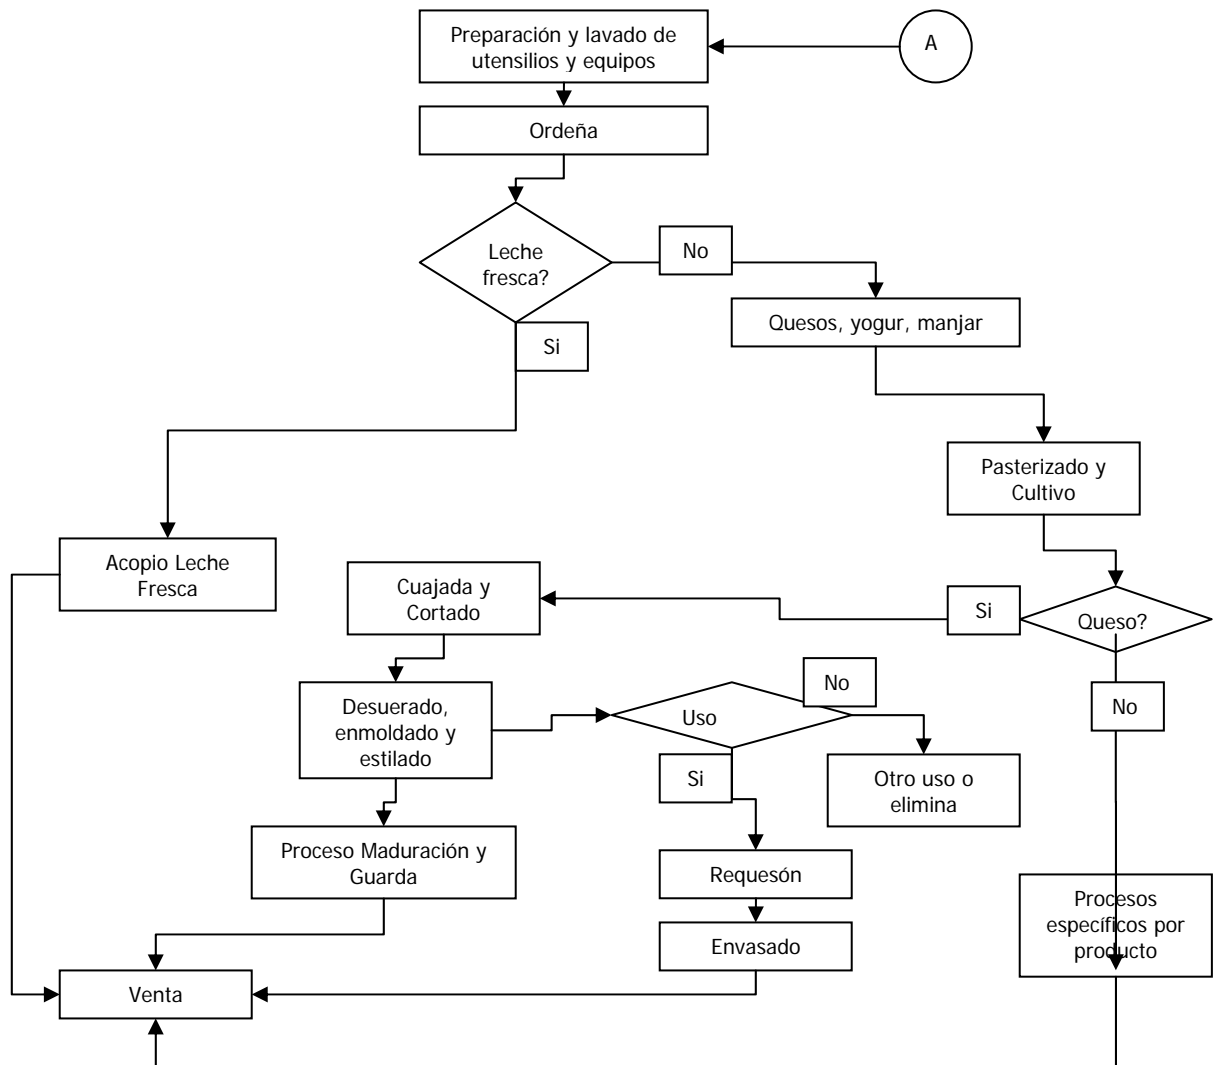 Preparación y lavado de
utensilios y equipos
A
Ordeña
Leche
fresca?
No
Si
Quesos, yogur, manjar
Pasterizado y
Cultivo
Acopio Leche
Fresca
Cuajada y
Cortado
Si
Queso?
No
Desuerado,
enmoldado y
estilado
Uso
No
Si
Otro uso o
elimina
Proceso Maduración y
Guarda
Requesón
Procesos
específicos por
producto
Envasado
Venta